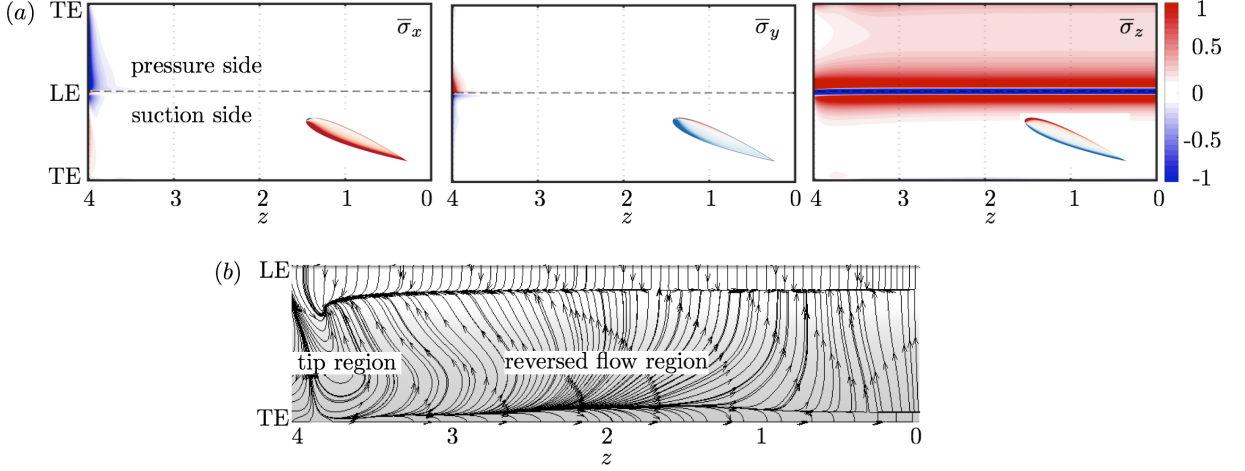 (a)
TE
LE
TE
pressure side
suction side
σ̅x
4 3 2 1 0
z
σ̅y
4 3 2 1 0
z
σ̅z
4 3 2 1 0
z
1
0.5
0
-0.5
-1
(b)
LE
TE
tip region
reversed flow region
4 3 2 1 0
z